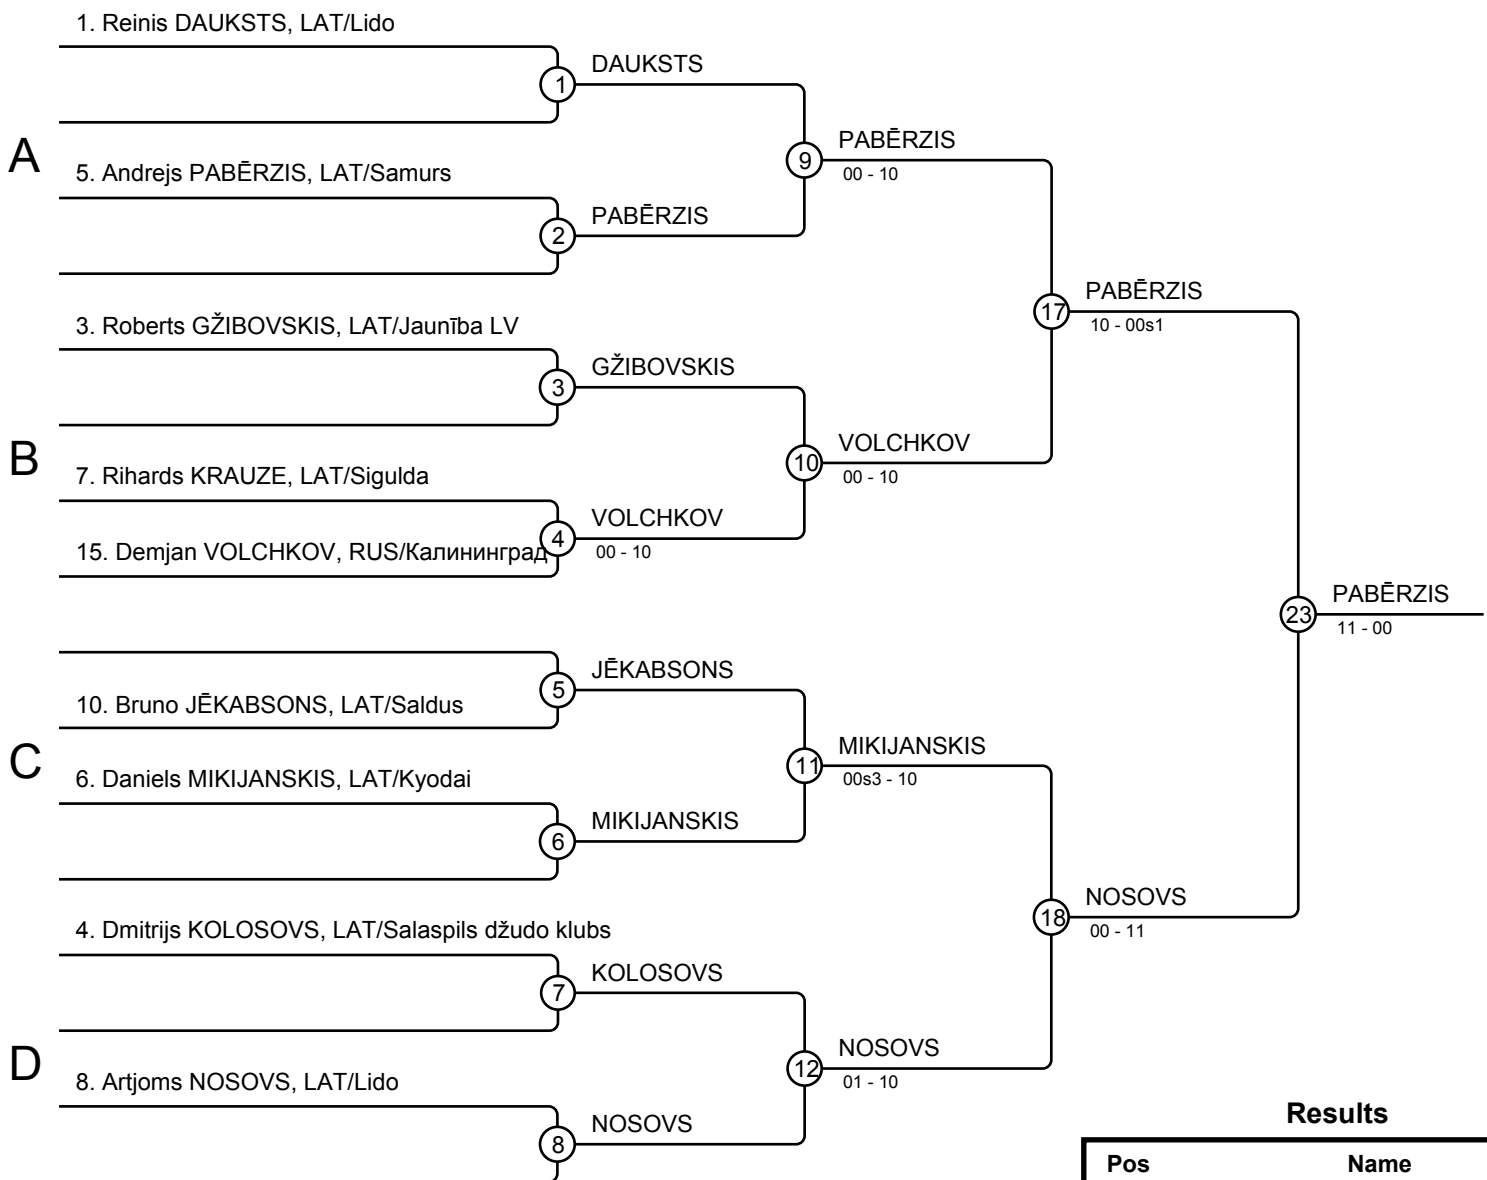 1. Reinis DAUKSTS, LAT/Lido
1
DAUKSTS
A
5. Andrejs PABĒRZIS, LAT/Samurs
2
PABĒRZIS
9
PABĒRZIS
00 - 10
3. Roberts GŽIBOVSKIS, LAT/Jaunība LV
3
GŽIBOVSKIS
B
7. Rihards KRAUZE, LAT/Sigulda
15. Demjan VOLCHKOV, RUS/Калининград
4
VOLCHKOV
00 - 10
10
VOLCHKOV
00 - 10
17
PABĒRZIS
10 - 00s1
10. Bruno JĒKABSONS, LAT/Saldus
5
JĒKABSONS
C
6. Daniels MIKIJANSKIS, LAT/Kyodai
6
MIKIJANSKIS
11
MIKIJANSKIS
00s3 - 10
4. Dmitrijs KOLOSOVS, LAT/Salaspils džudo klubs
7
KOLOSOVS
D
8. Artjoms NOSOVS, LAT/Lido
8
NOSOVS
12
NOSOVS
01 - 10
18
NOSOVS
00 - 11
23
PABĒRZIS
11 - 00
Results
Pos Name